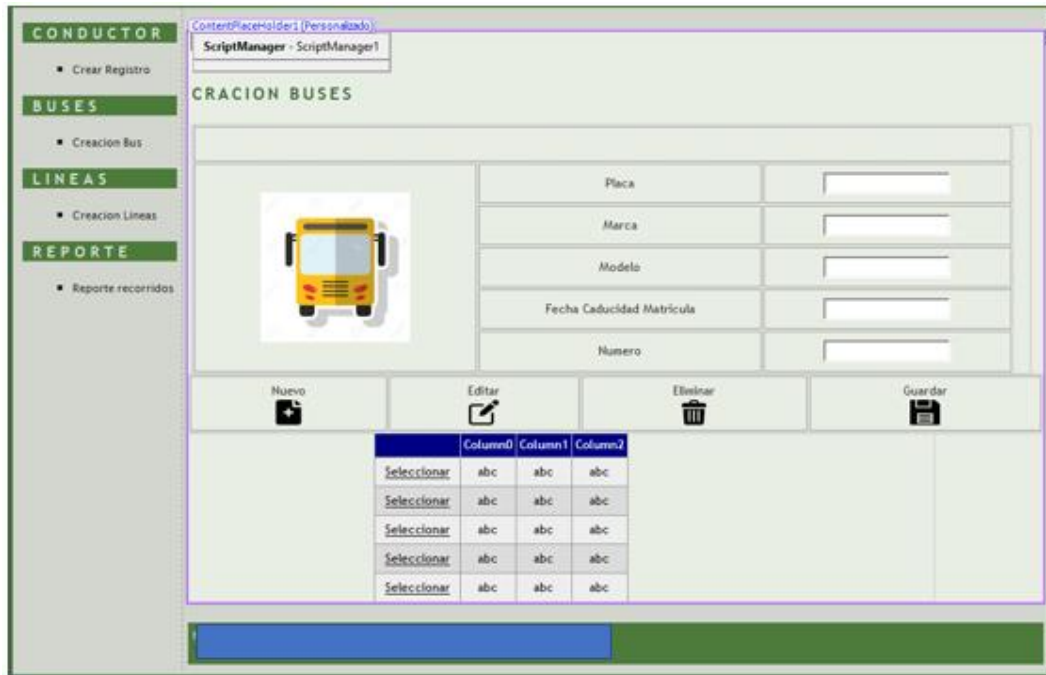 CONDUCTOR
Crear Registro
BUSES
Creacion Bus
LINEAS
Creacion Lineas
REPORTE
Reporte recorridos
ContentPlaceHolder1 (Personalizado)
ScriptManager - ScriptManager1
CRACION BUSES
Placa
Marca
Modelo
Fecha Caducidad Matricula
Numero
Nuevo Editar Eliminar Guardar
Column0 Column1 Column2
Seleccionar abc abc abc
Seleccionar abc abc abc
Seleccionar abc abc abc
Seleccionar abc abc abc
Seleccionar abc abc abc